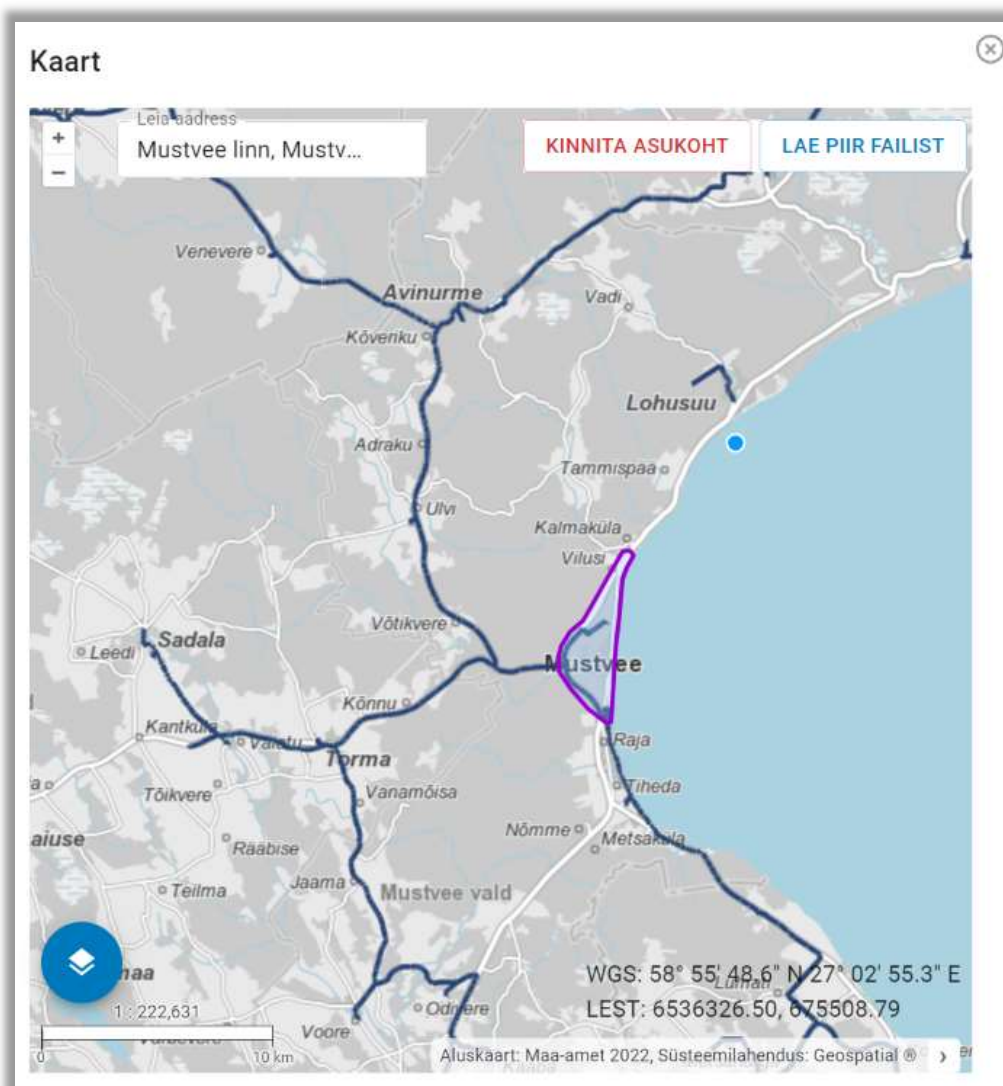 Kaart
Leia aadress
Mustvee linn, Mustv...
KINNITA ASUKOHT
LAE PIIR FAILIST
+
−
Venevere
Avinurme
Vadi
Kõveriku
Lohusuu
Adraku
Tammispaa
Ulvi
Kalmaküla
Vilusi
Võtikvere
Sadala
Leedi
Mustvee
Kõnnu
Kantküla
Vaiatu
Raja
Torma
Tiheda
Tõikvere
Vanamõisa
Nõmme
Metsaküla
aiuse
Rääbise
Jaama
Teilma
Mustvee vald
WGS: 58° 55' 48.6" N 27° 02' 55.3" E
LEST: 6536326.50, 675508.79
1 : 222,631
Odivere
Voore
0
10 km
Aluskaart: Maa-amet 2022, Süsteemilahendus: Geospatial ®